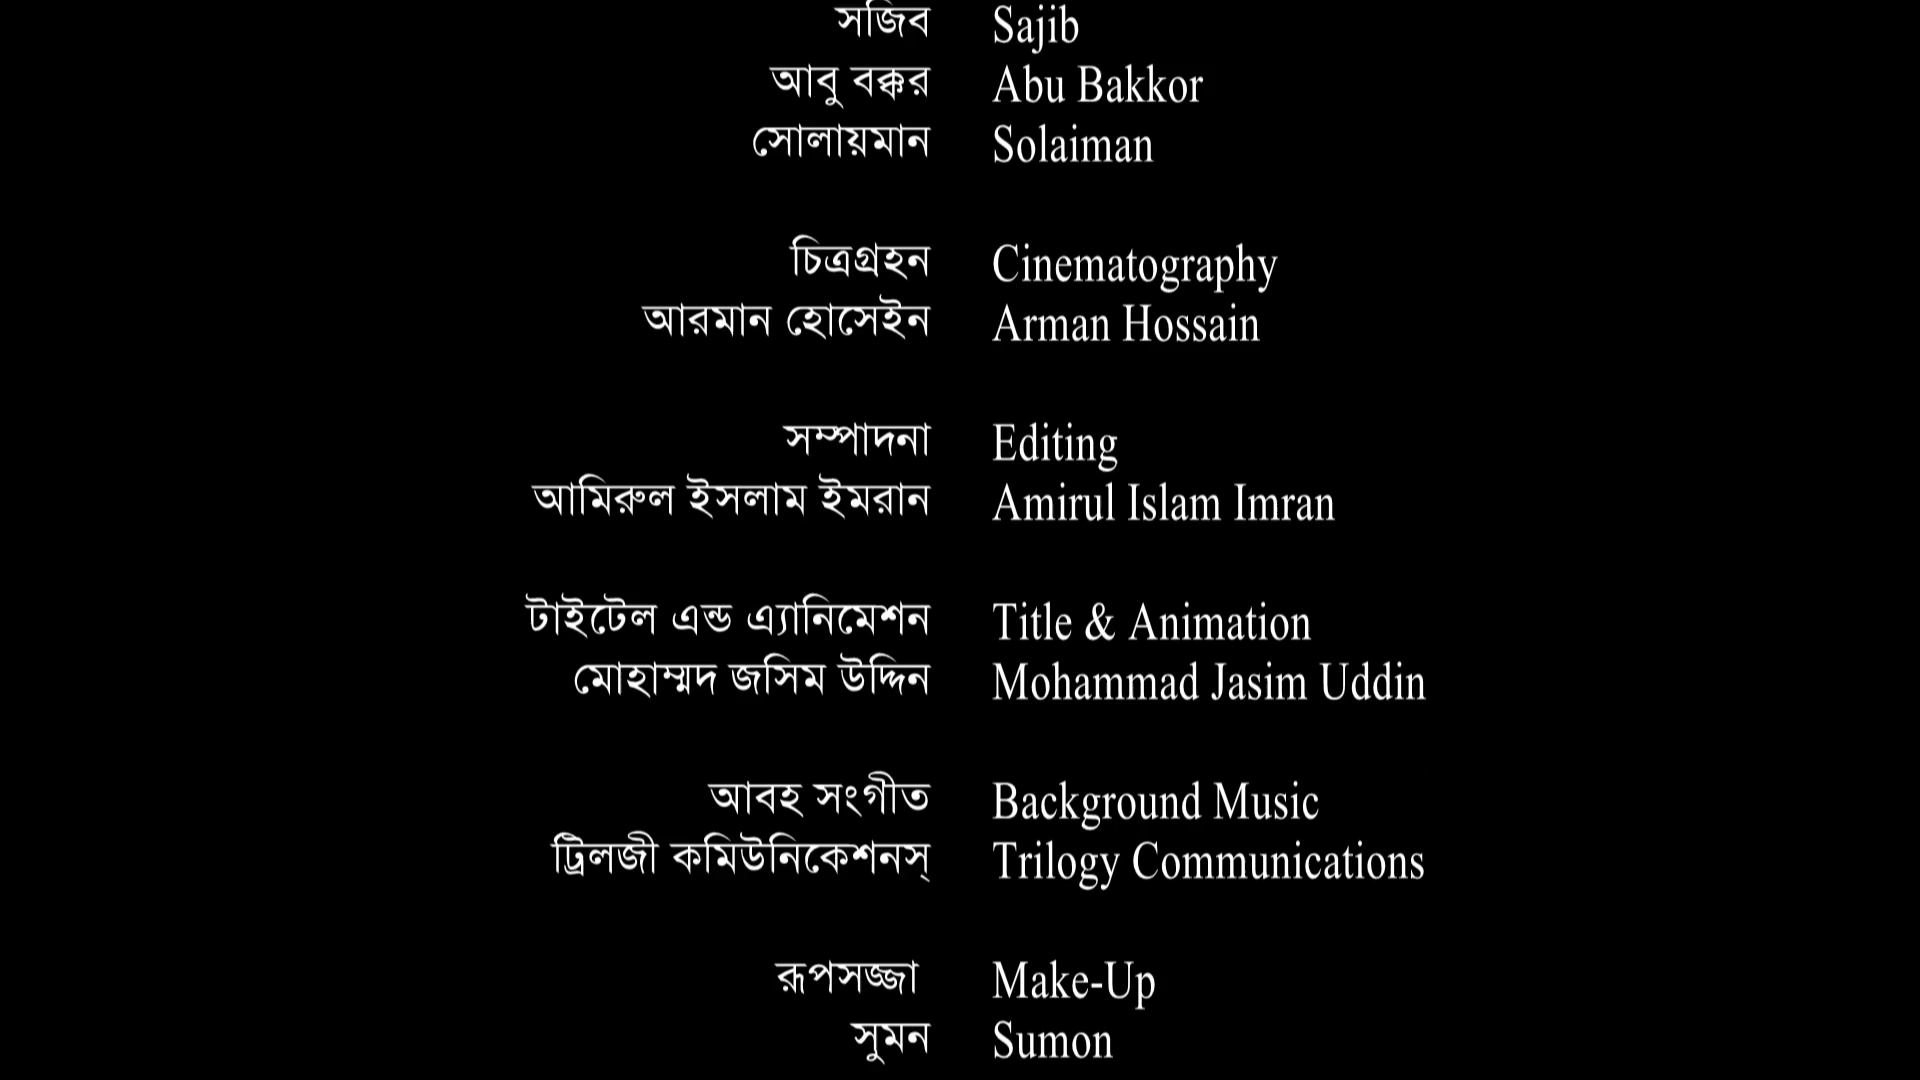 সজিব Sajib
আবু বক্কর Abu Bakkor
সোলায়মান Solaiman
চিত্রগ্রহন Cinematography
আরমান হোসেইন Arman Hossain
সম্পাদনা Editing
আমিরুল ইসলাম ইমরান Amirul Islam Imran
টাইটেল এন্ড এ্যানিমেশন Title & Animation
মোহাম্মদ জসিম উদ্দিন Mohammad Jasim Uddin
আবহ সংগীত Background Music
ট্রিলজী কমিউনিকেশনস্ Trilogy Communications
রূপসজ্জা Make-Up
সুমন Sumon